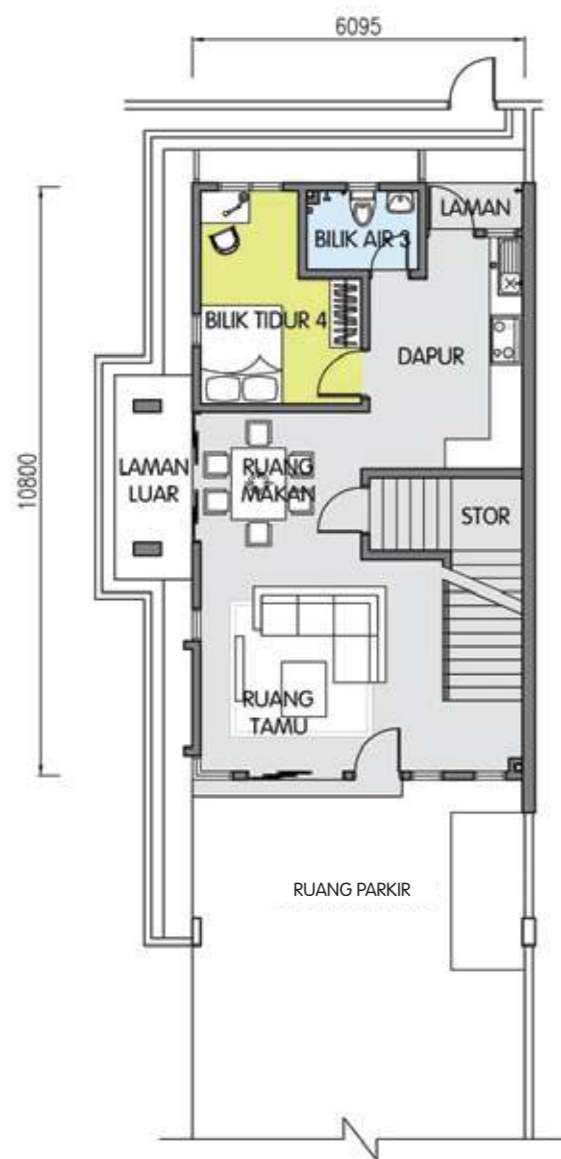 6095
LAMAN
BILIK AIR 3
BILIK TIDUR 4
DAPUR
10800
LAMAN
LUAR
RUANG
MAKAN
STOR
RUANG
TAMU
RUANG PARKIR